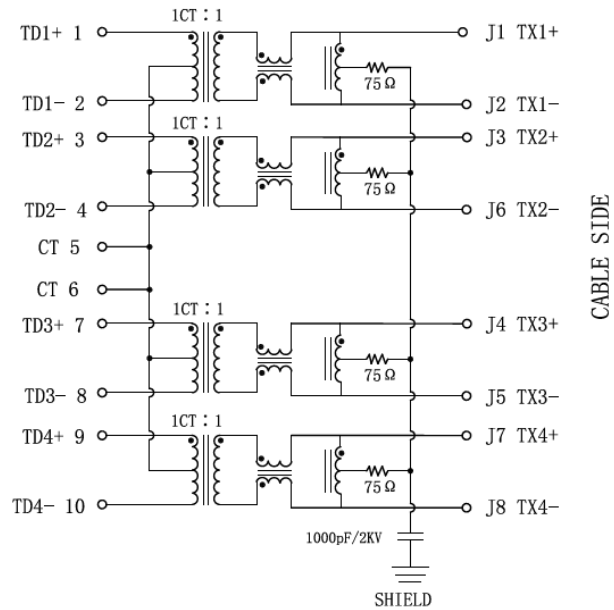 1CT : 1
TD1+ 1
J1 TX1+
75Ω
TD1- 2
J2 TX1-
1CT : 1
TD2+ 3
J3 TX2+
75Ω
TD2- 4
J6 TX2-
CT 5
CT 6
CABLE SIDE
1CT : 1
TD3+ 7
J4 TX3+
75Ω
TD3- 8
J5 TX3-
1CT : 1
TD4+ 9
J7 TX4+
75Ω
TD4- 10
J8 TX4-
1000pF/2KV
SHIELD